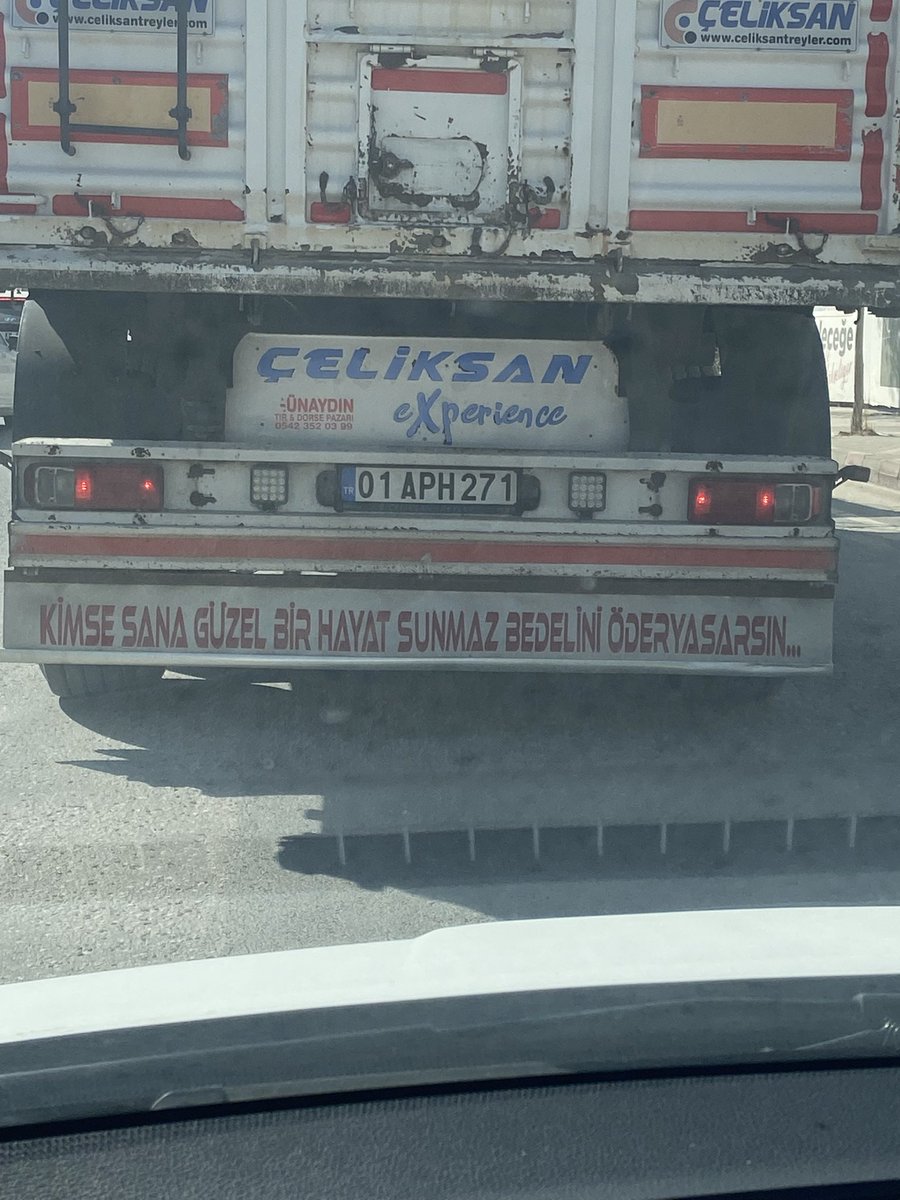 ÇELİKSAN
www.celiksantreyler.com
ÇELİKSAN
www.celiksantreyler.com
ÇELİKSAN
eXperience
ÜNAYDIN
TIR & DORSE PAZARI
0542 352 03 99
TR 01 APH 271
KİMSE SANA GÜZEL BİR HAYAT SUNMAZ BEDELİNİ ÖDERYASARSIN...